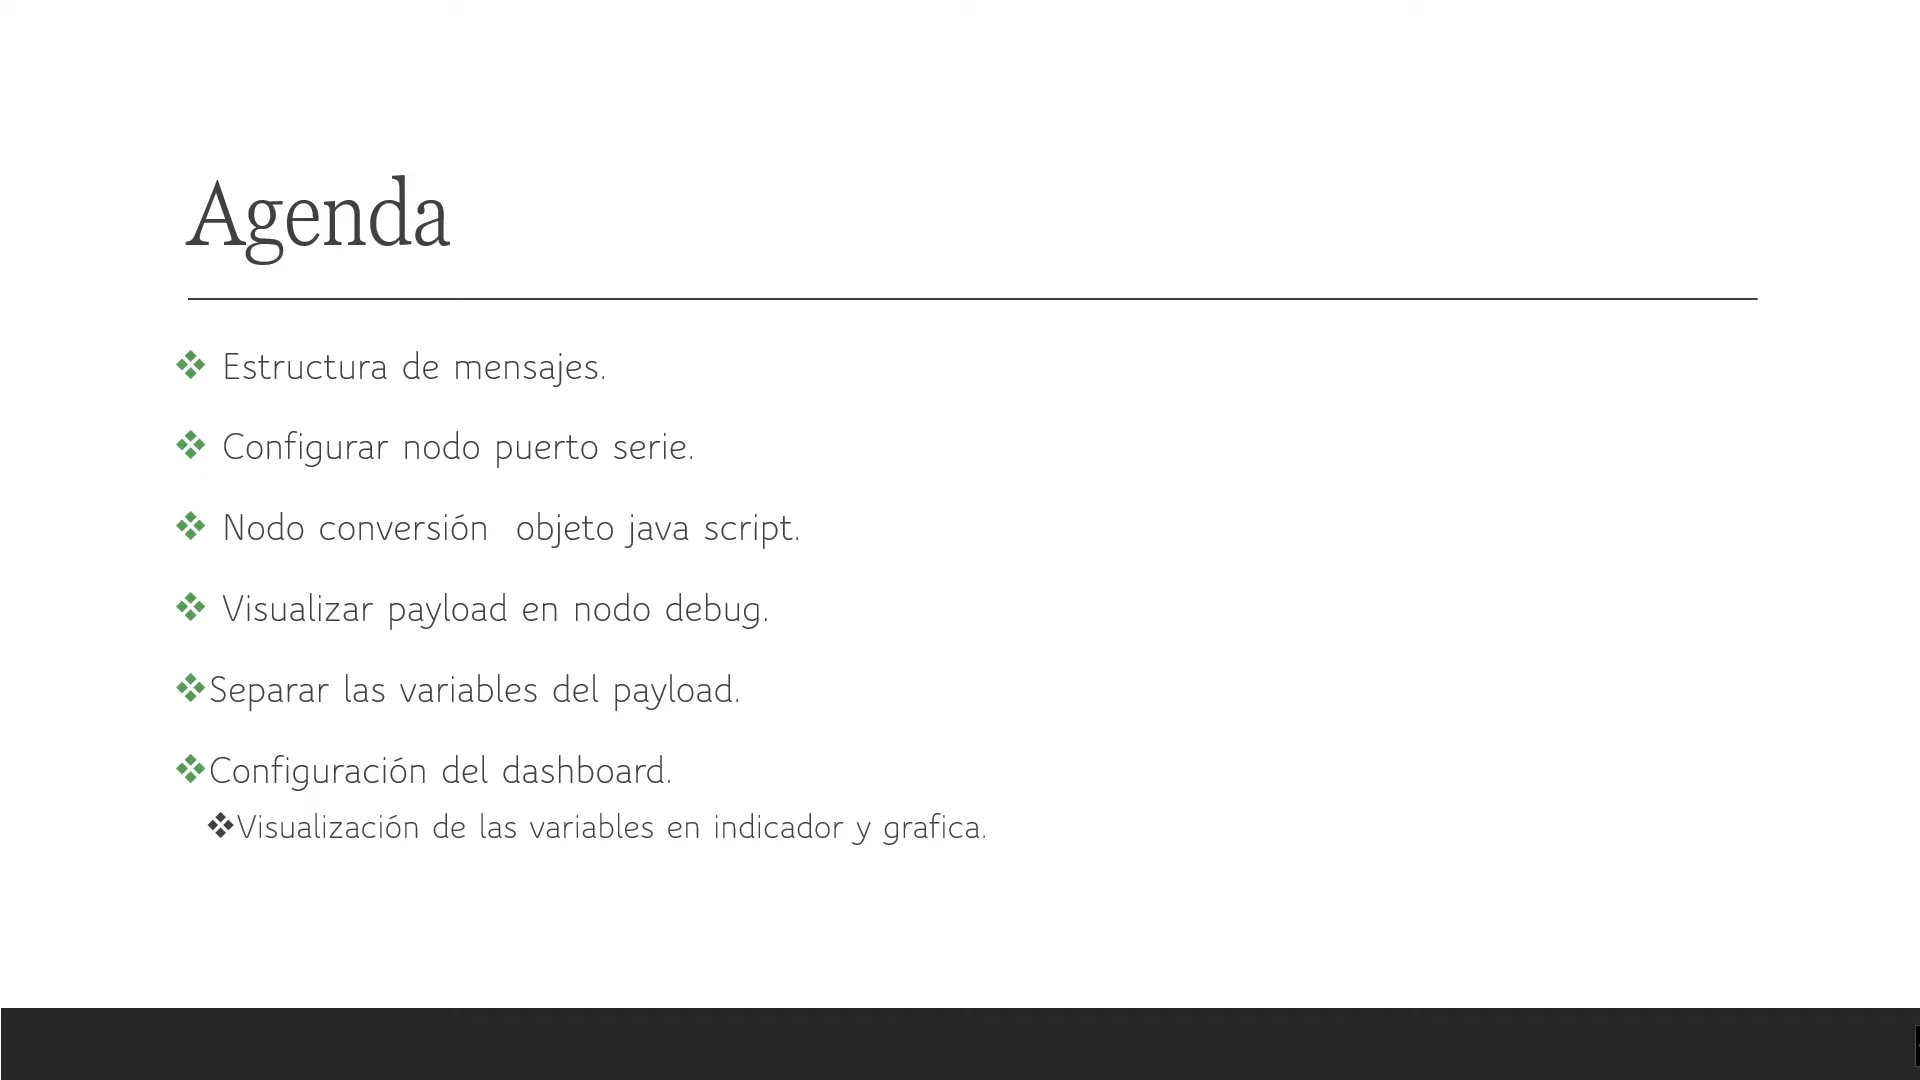 Agenda
❖ Estructura de mensajes.
❖ Configurar nodo puerto serie.
❖ Nodo conversión  objeto java script.
❖ Visualizar payload en nodo debug.
❖Separar las variables del payload.
❖Configuración del dashboard.
❖Visualización de las variables en indicador y grafica.